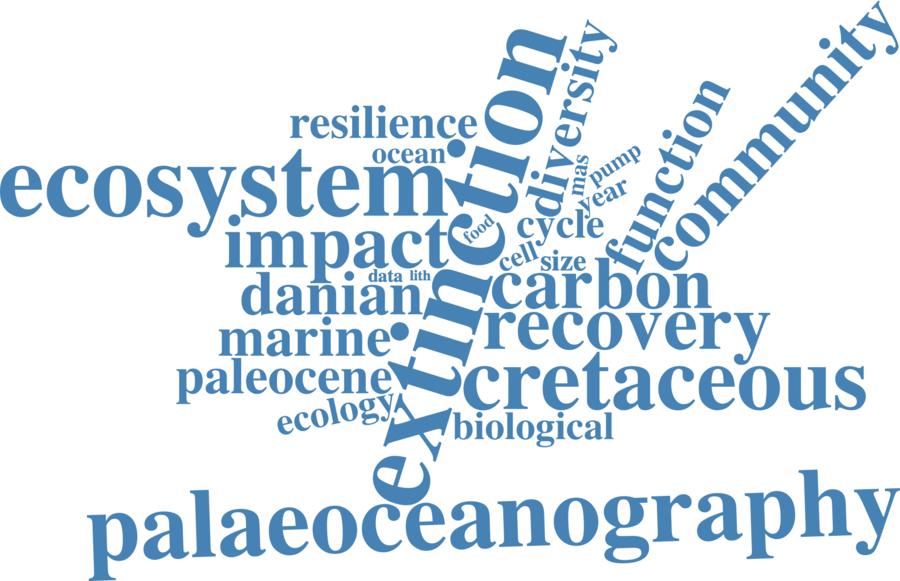 extinction
diversity
community
function
resilience
ocean
pump
mas
year
ecosystem
food
cycle
impact
cell
size
data
lith
carbon
danian
recovery
marine
paleocene
cretaceous
ecology
biological
palaeoceanography